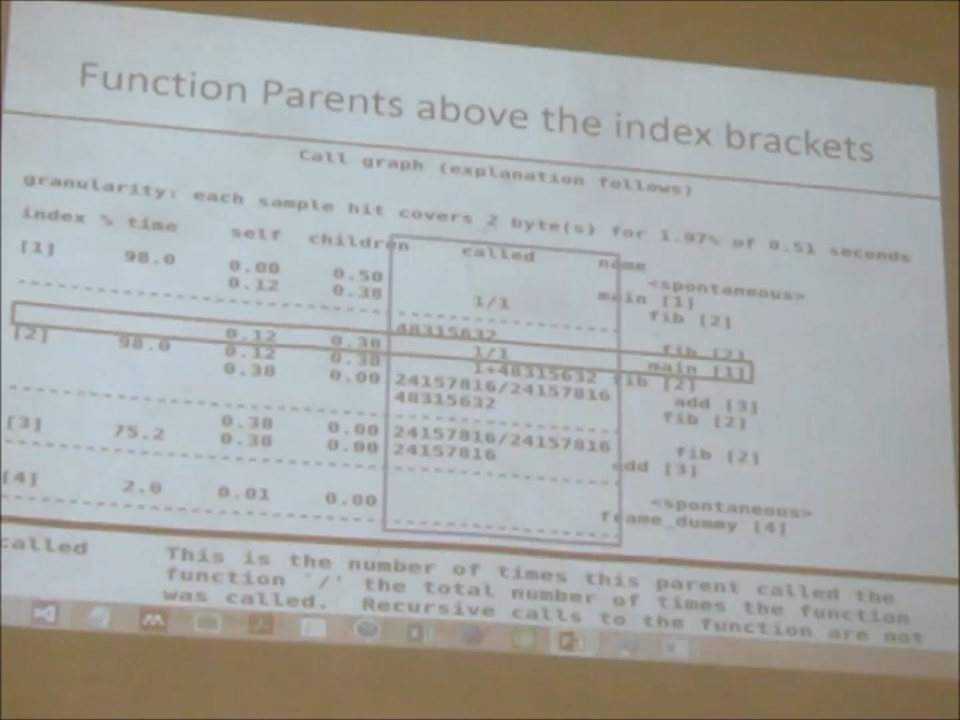 Function Parents above the index brackets
Call graph (explanation follows)
granularity: each sample hit covers 2 byte(s) for 1.97% of 0.51 seconds
index % time self children called name
<spontaneous>
[1] 98.0 0.00 0.50 main [1]
0.12 0.38 1/1 fib [2]
48315632 fib [2]
0.12 0.38 1/1 main [1]
[2] 98.0 0.12 0.38 1+48315632 fib [2]
0.38 0.00 24157816/24157816 add [3]
48315632 fib [2]
0.38 0.00 24157816/24157816 fib [2]
[3] 75.2 0.38 0.00 24157816 add [3]
<spontaneous>
[4] 2.0 0.01 0.00 frame_dummy [4]
called This is the number of times this parent called the
function `/' the total number of times the function
was called. Recursive calls to the function are not